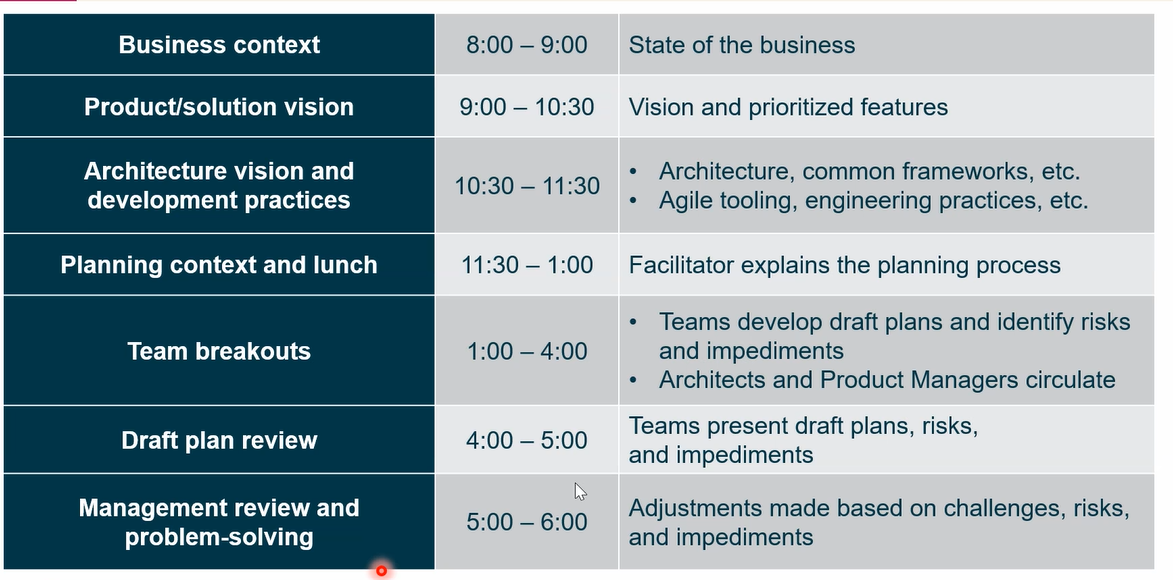 Business context
8:00 – 9:00
State of the business
Product/solution vision
9:00 – 10:30
Vision and prioritized features
Architecture vision and
development practices
10:30 – 11:30
• Architecture, common frameworks, etc.
• Agile tooling, engineering practices, etc.
Planning context and lunch
11:30 – 1:00
Facilitator explains the planning process
Team breakouts
1:00 – 4:00
• Teams develop draft plans and identify risks
and impediments
• Architects and Product Managers circulate
Draft plan review
4:00 – 5:00
Teams present draft plans, risks,
and impediments
Management review and
problem-solving
5:00 – 6:00
Adjustments made based on challenges, risks,
and impediments